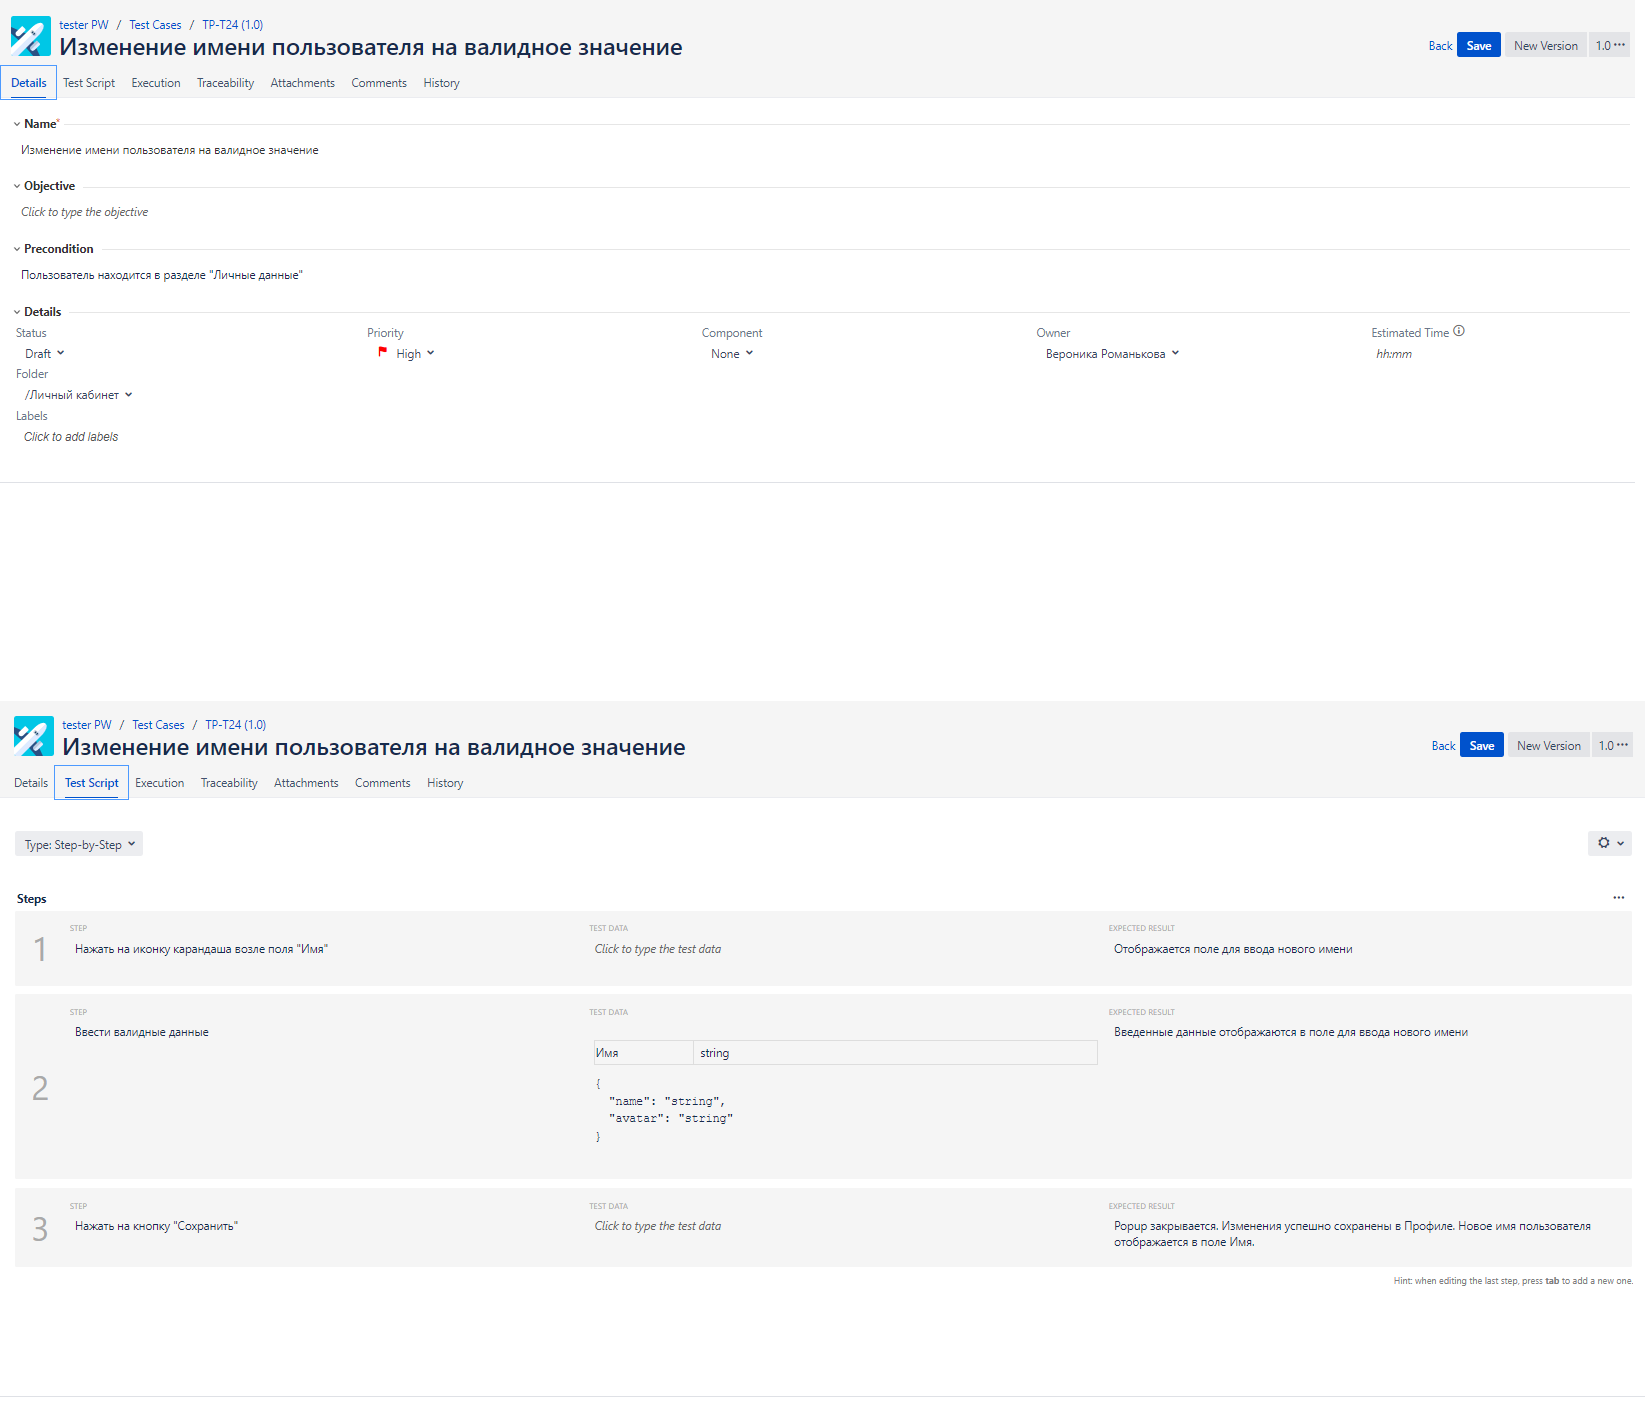 tester PW / Test Cases / TP-T24 (1.0)
Изменение имени пользователя на валидное значение
Back Save New Version 1.0 ···
Details Test Script Execution Traceability Attachments Comments History
Name*
Изменение имени пользователя на валидное значение
Objective
Click to type the objective
Precondition
Пользователь находится в разделе "Личные данные"
Details
Status Priority Component Owner Estimated Time
Draft High None Вероника Романькова hh:mm
Folder
/Личный кабинет
Labels
Click to add labels
tester PW / Test Cases / TP-T24 (1.0)
Изменение имени пользователя на валидное значение
Back Save New Version 1.0 ···
Details Test Script Execution Traceability Attachments Comments History
Type: Step-by-Step
Steps
···
1
STEP TEST DATA EXPECTED RESULT
Нажать на иконку карандаша возле поля "Имя" Click to type the test data Отображается поле для ввода нового имени
2
STEP TEST DATA EXPECTED RESULT
Ввести валидные данные Введенные данные отображаются в поле для ввода нового имени
Имя string
{
"name": "string",
"avatar": "string"
}
3
STEP TEST DATA EXPECTED RESULT
Нажать на кнопку "Сохранить" Click to type the test data Popup закрывается. Изменения успешно сохранены в Профиле. Новое имя пользователя
отображается в поле Имя.
Hint: when editing the last step, press tab to add a new one.